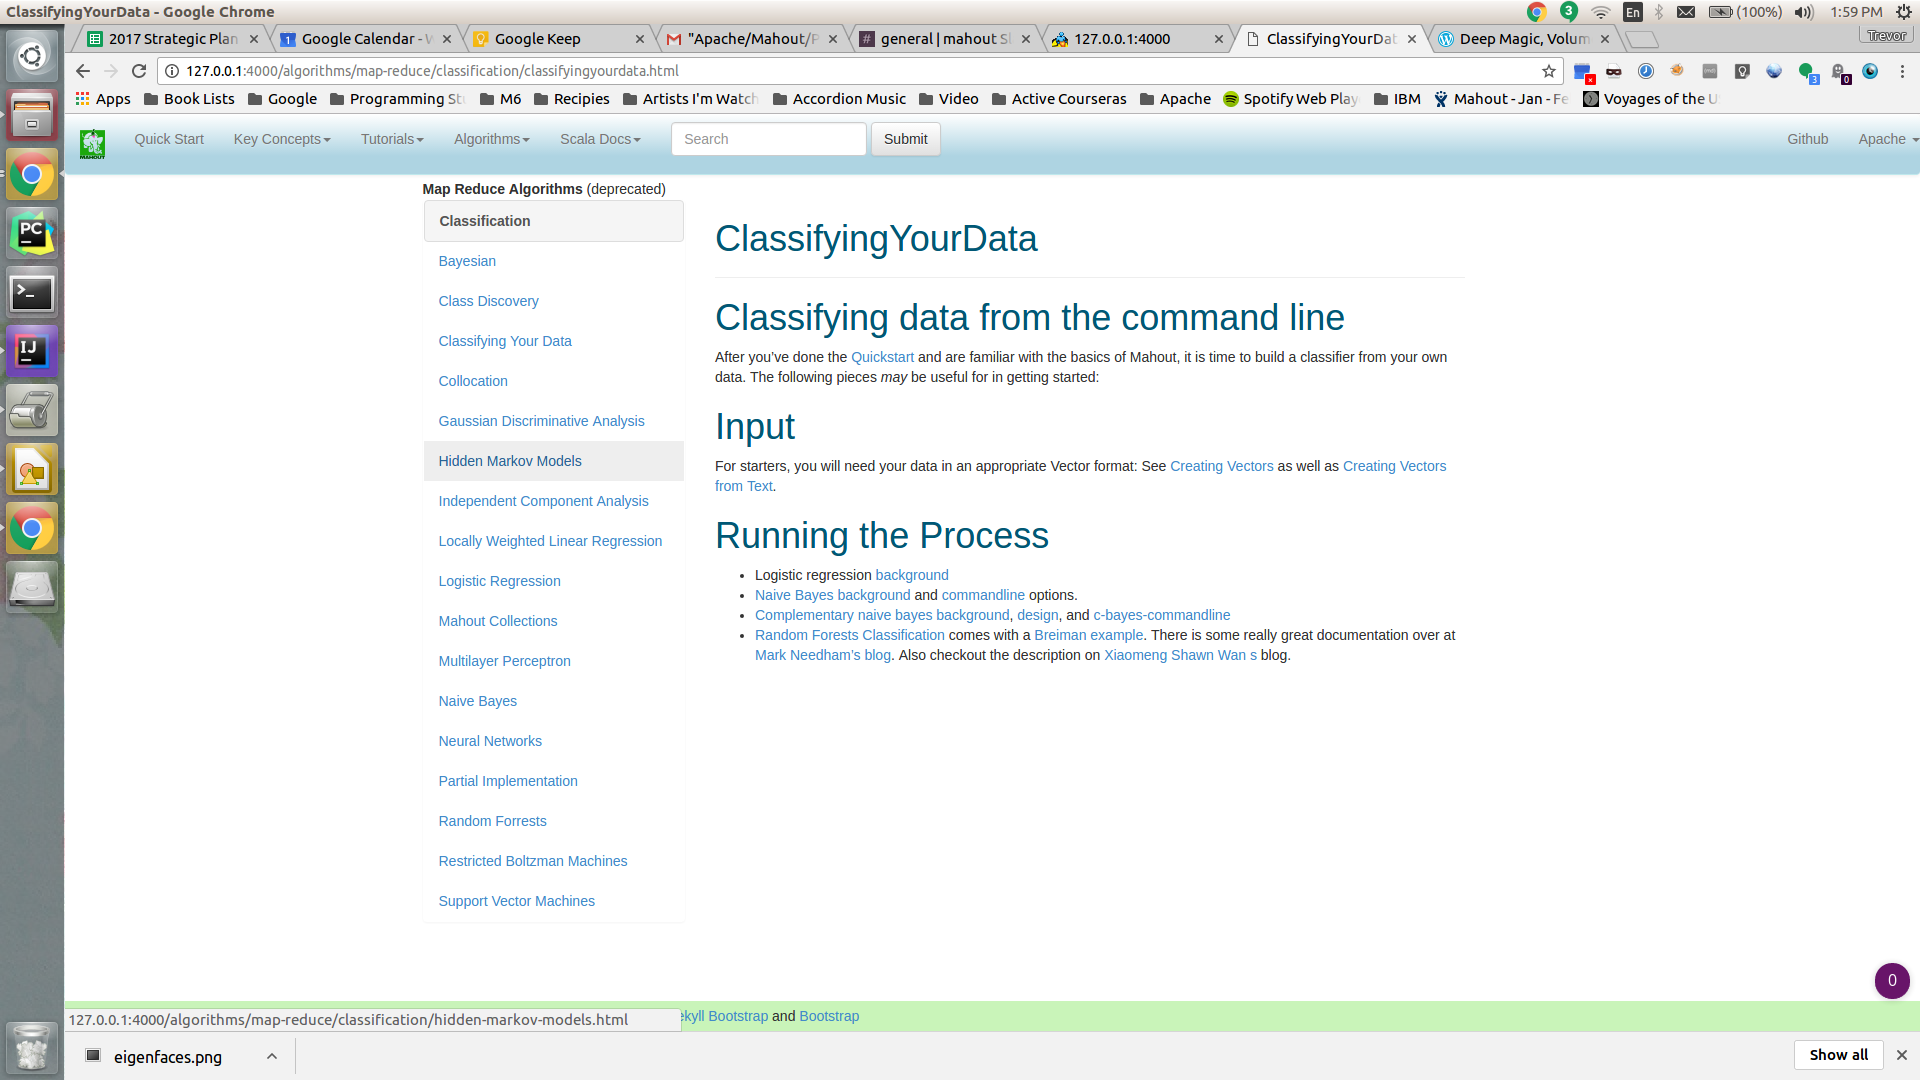 ClassifyingYourData - Google Chrome
3
En
(100%)
1:59 PM
2017 Strategic Plan
Google Calendar - W
Google Keep
"Apache/Mahout/P
general | mahout Sl
127.0.0.1:4000
ClassifyingYourDat
Deep Magic, Volum
Trevor
127.0.0.1:4000/algorithms/map-reduce/classification/classifyingyourdata.html
3
0
Apps
Book Lists
Google
Programming Stu
M6
Recipies
Artists I'm Watch
Accordion Music
Video
Active Courseras
Apache
Spotify Web Play
IBM
Mahout - Jan - Fe
Voyages of the U
MAHOUT
Quick Start
Key Concepts
Tutorials
Algorithms
Scala Docs
Search
Submit
Github
Apache
Map Reduce Algorithms (deprecated)
Classification
Bayesian
Class Discovery
Classifying Your Data
Collocation
Gaussian Discriminative Analysis
Hidden Markov Models
Independent Component Analysis
Locally Weighted Linear Regression
Logistic Regression
Mahout Collections
Multilayer Perceptron
Naive Bayes
Neural Networks
Partial Implementation
Random Forrests
Restricted Boltzman Machines
Support Vector Machines
ClassifyingYourData
Classifying data from the command line
After you’ve done the Quickstart and are familiar with the basics of Mahout, it is time to build a classifier from your own
data. The following pieces may be useful for in getting started:
Input
For starters, you will need your data in an appropriate Vector format: See Creating Vectors as well as Creating Vectors
from Text.
Running the Process
• Logistic regression background
• Naive Bayes background and commandline options.
• Complementary naive bayes background, design, and c-bayes-commandline
• Random Forests Classification comes with a Breiman example. There is some really great documentation over at
Mark Needham’s blog. Also checkout the description on Xiaomeng Shawn Wan s blog.
PC
IJ
0
127.0.0.1:4000/algorithms/map-reduce/classification/hidden-markov-models.html
ekyll Bootstrap and Bootstrap
eigenfaces.png
Show all